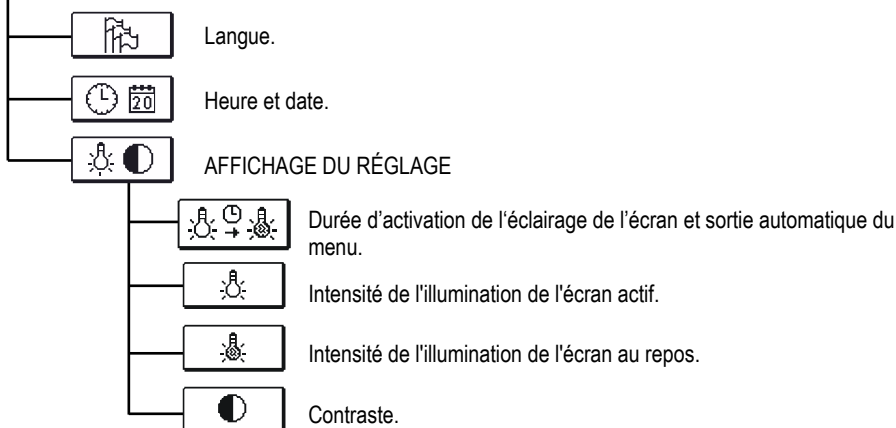 Langue.
20
Heure et date.
AFFICHAGE DU RÉGLAGE
Durée d’activation de l‘éclairage de l’écran et sortie automatique du
menu.
Intensité de l'illumination de l'écran actif.
Intensité de l'illumination de l'écran au repos.
Contraste.